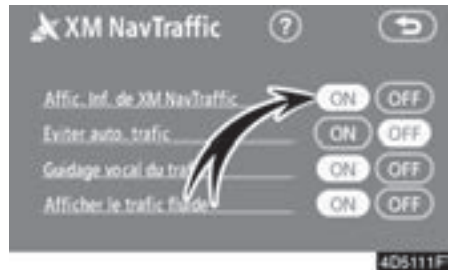 XM NavTraffic ?
Affic. Inf. de XM NavTraffic ON OFF
Eviter auto. trafic ON OFF
Guidage vocal du ON OFF
Afficher le trafic fluide ON OFF
4D5111F